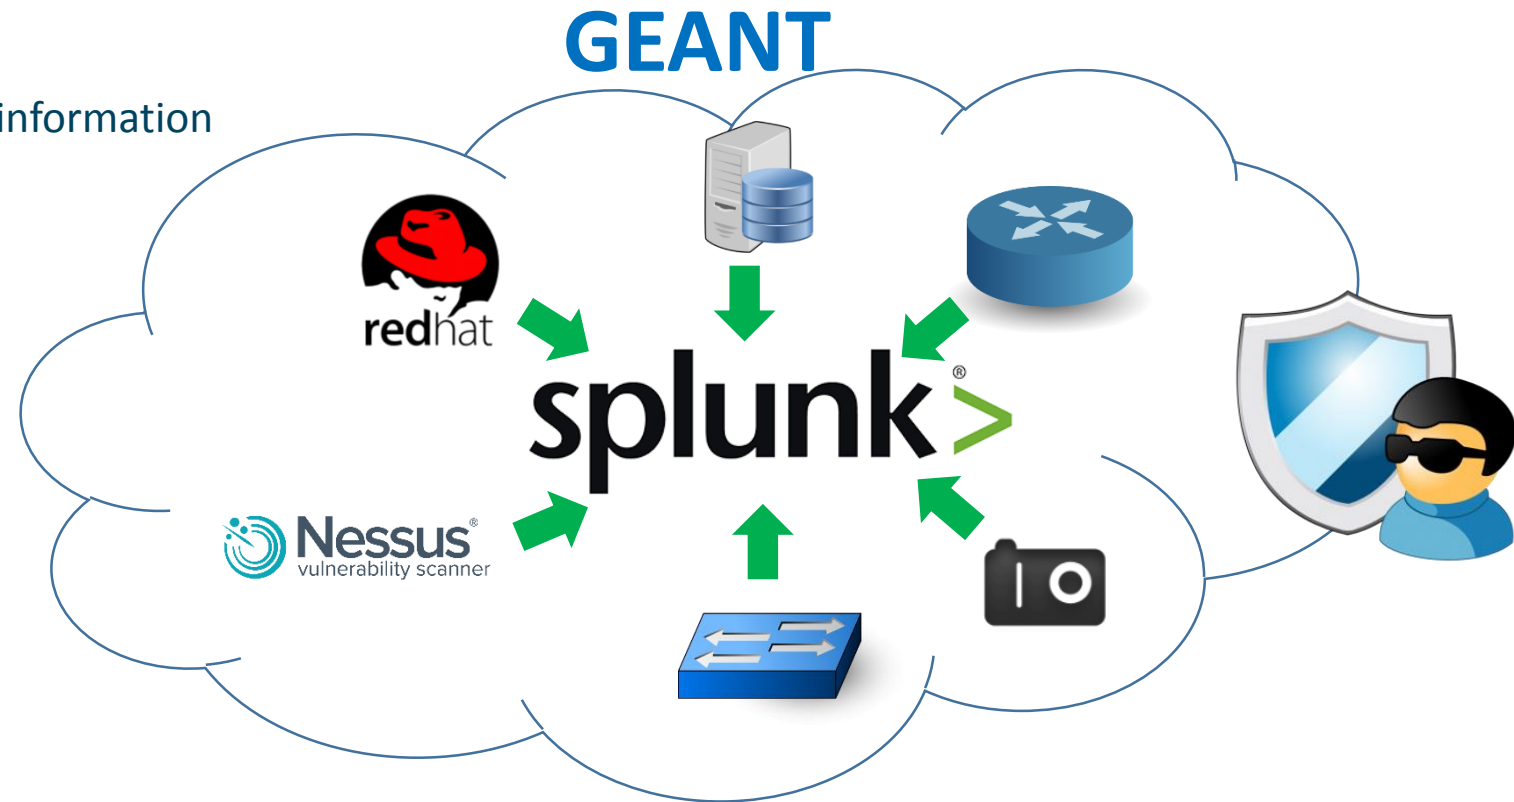 GEANT
information
redhat
splunk>®
Nessus®
vulnerability scanner